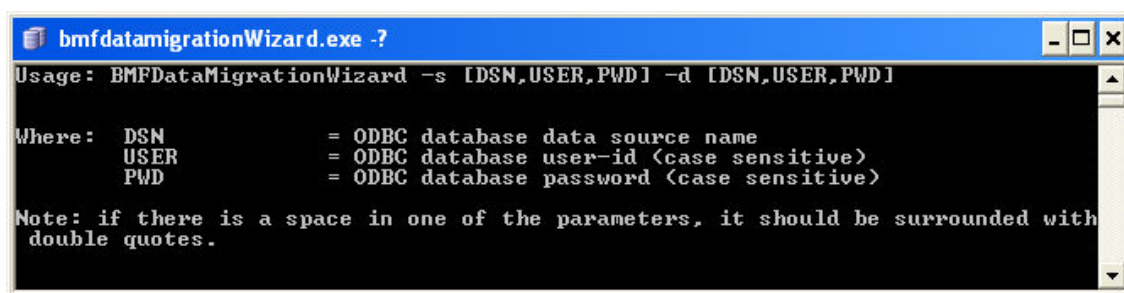 bmfdatamigrationWizard.exe -?
Usage: BMFDataMigrationWizard -s [DSN,USER,PWD] -d [DSN,USER,PWD]
Where: DSN = ODBC database data source name
USER = ODBC database user-id (case sensitive)
PWD = ODBC database password (case sensitive)
Note: if there is a space in one of the parameters, it should be surrounded with
double quotes.